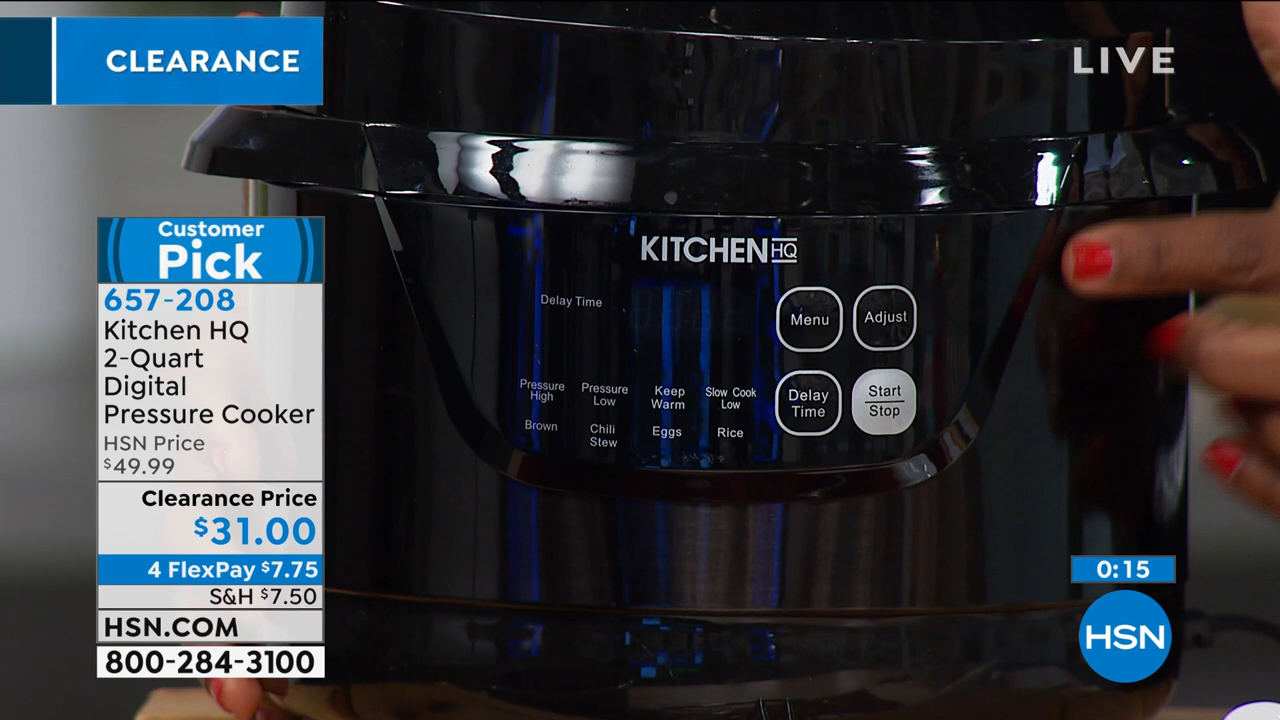 CLEARANCE
LIVE
Customer
Pick
657-208
Kitchen HQ
2-Quart
Digital
Pressure Cooker
HSN Price
$49.99
Clearance Price
$31.00
4 FlexPay $7.75
S&H $7.50
HSN.COM
800-284-3100
KITCHEN HQ
Delay Time
Menu
Adjust
Pressure
High
Pressure
Low
Keep
Warm
Slow Cook
Low
Delay
Time
Start
Stop
Brown
Chili
Stew
Eggs
Rice
0:15
HSN